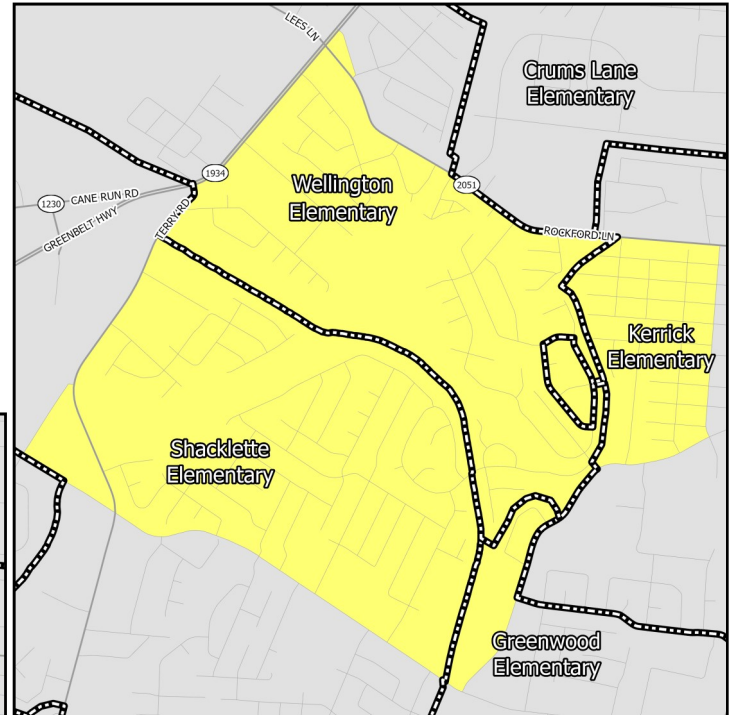 LEES LN
Crums Lane
Elementary
1934
Wellington
Elementary
2051
1230
CANE RUN RD
GREENBELT HWY
TERRY RD
ROCKFORD LN
Kerrick
Elementary
Shacklette
Elementary
Greenwood
Elementary